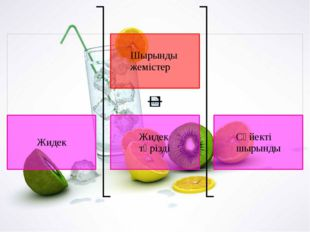 Шырынды
жемістер
Жидек
Жидек
тәрізді
Сүйекті
шырынды